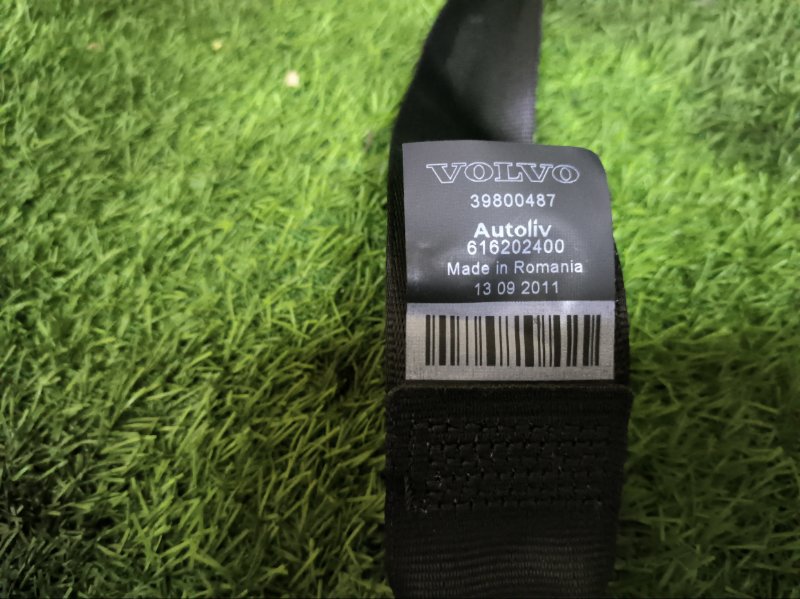 VOLVO
39800487
Autoliv
616202400
Made in Romania
13 09 2011